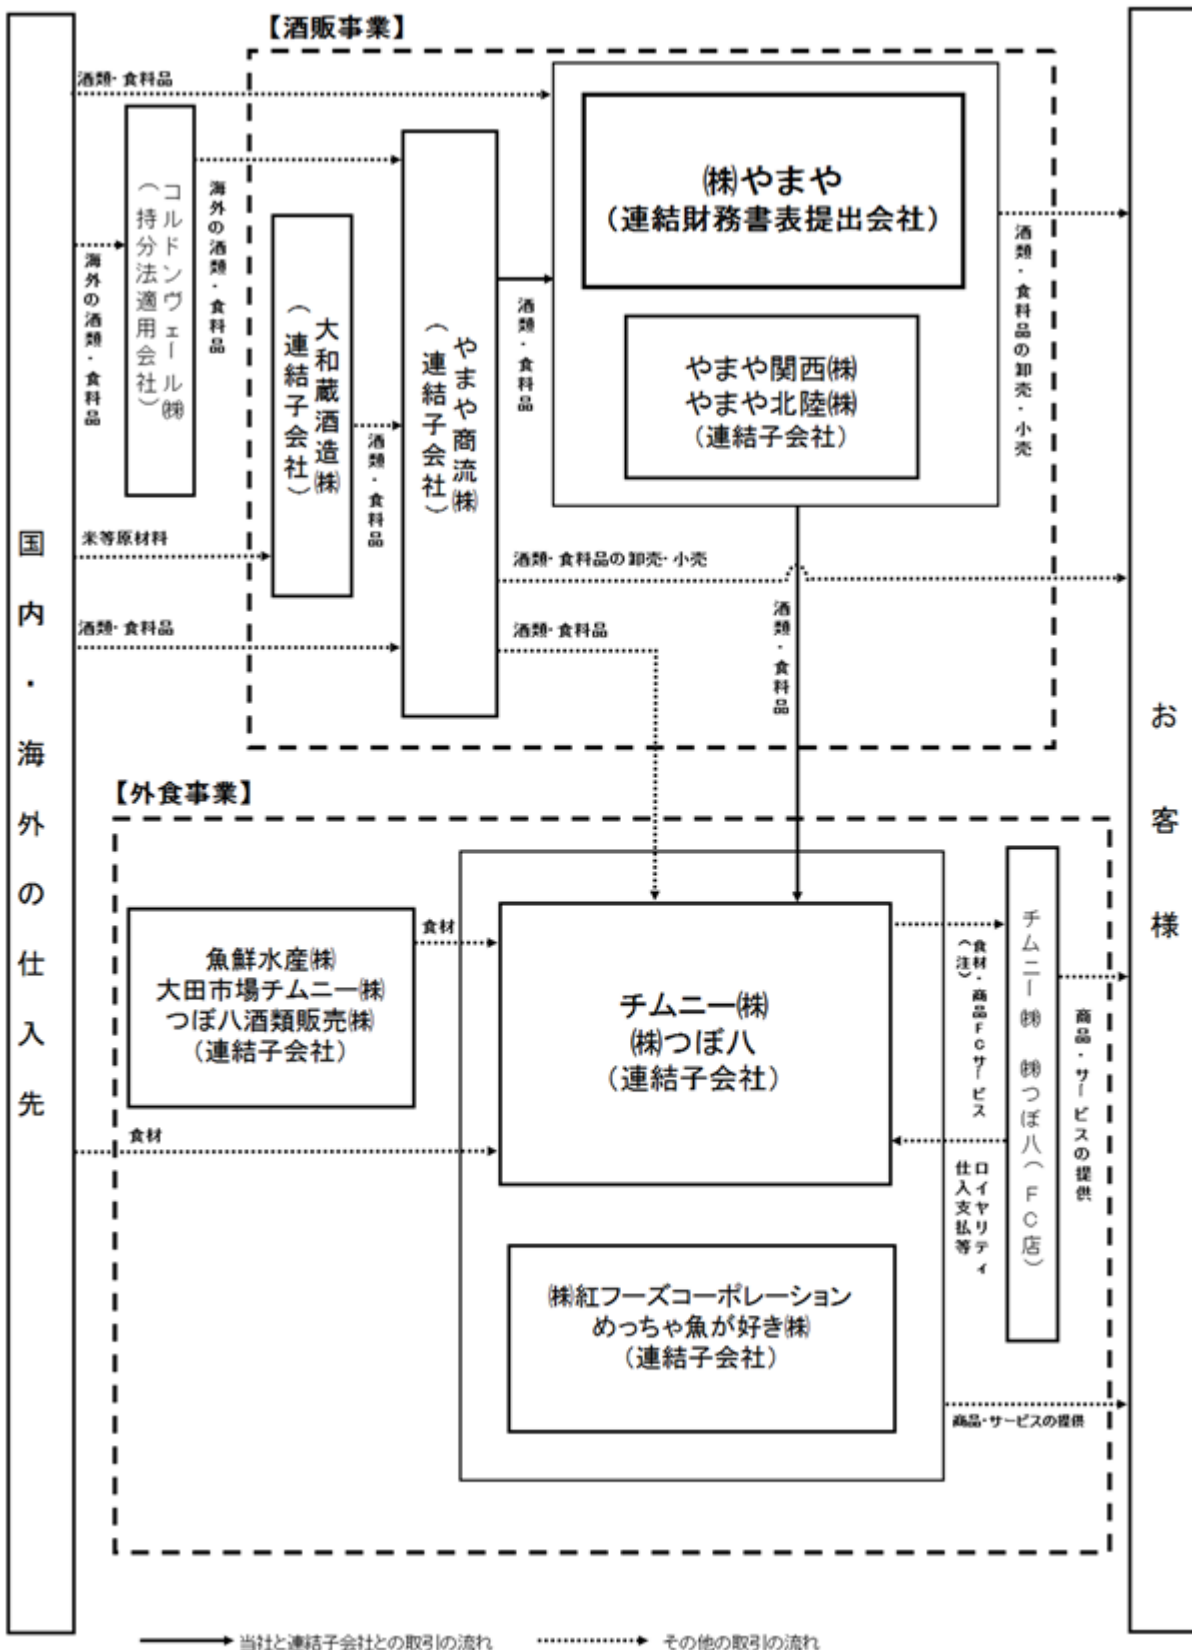 【酒販事業】
酒類・食料品
㈱やまや
（連結財務書表提出会社）
やまや関西㈱
やまや北陸㈱
（連結子会社）
コルドンヴェール㈱
（持分法適用会社）
海外の酒類・食料品
海外の酒類・食料品
大和蔵酒造㈱
（連結子会社）
酒類・食料品
やまや商流㈱
（連結子会社）
酒類・食料品
酒類・食料品の卸売・小売
米等原材料
酒類・食料品の卸売・小売
酒類・食料品
酒類・食料品
酒類・食料品
国内・海外の仕入先
お客様
【外食事業】
魚鮮水産㈱
大田市場チムニー㈱
つぼ八酒類販売㈱
（連結子会社）
食材
食材
チムニー㈱
㈱つぼ八
（連結子会社）
食材・商品FCサービス
（注）
ロイヤリティ
仕入支払等
チムニー㈱ ㈱つぼ八（FC店）
商品・サービスの提供
㈱紅フーズコーポレーション
めっちゃ魚が好き㈱
（連結子会社）
商品・サービスの提供
当社と連結子会社との取引の流れ
その他の取引の流れ